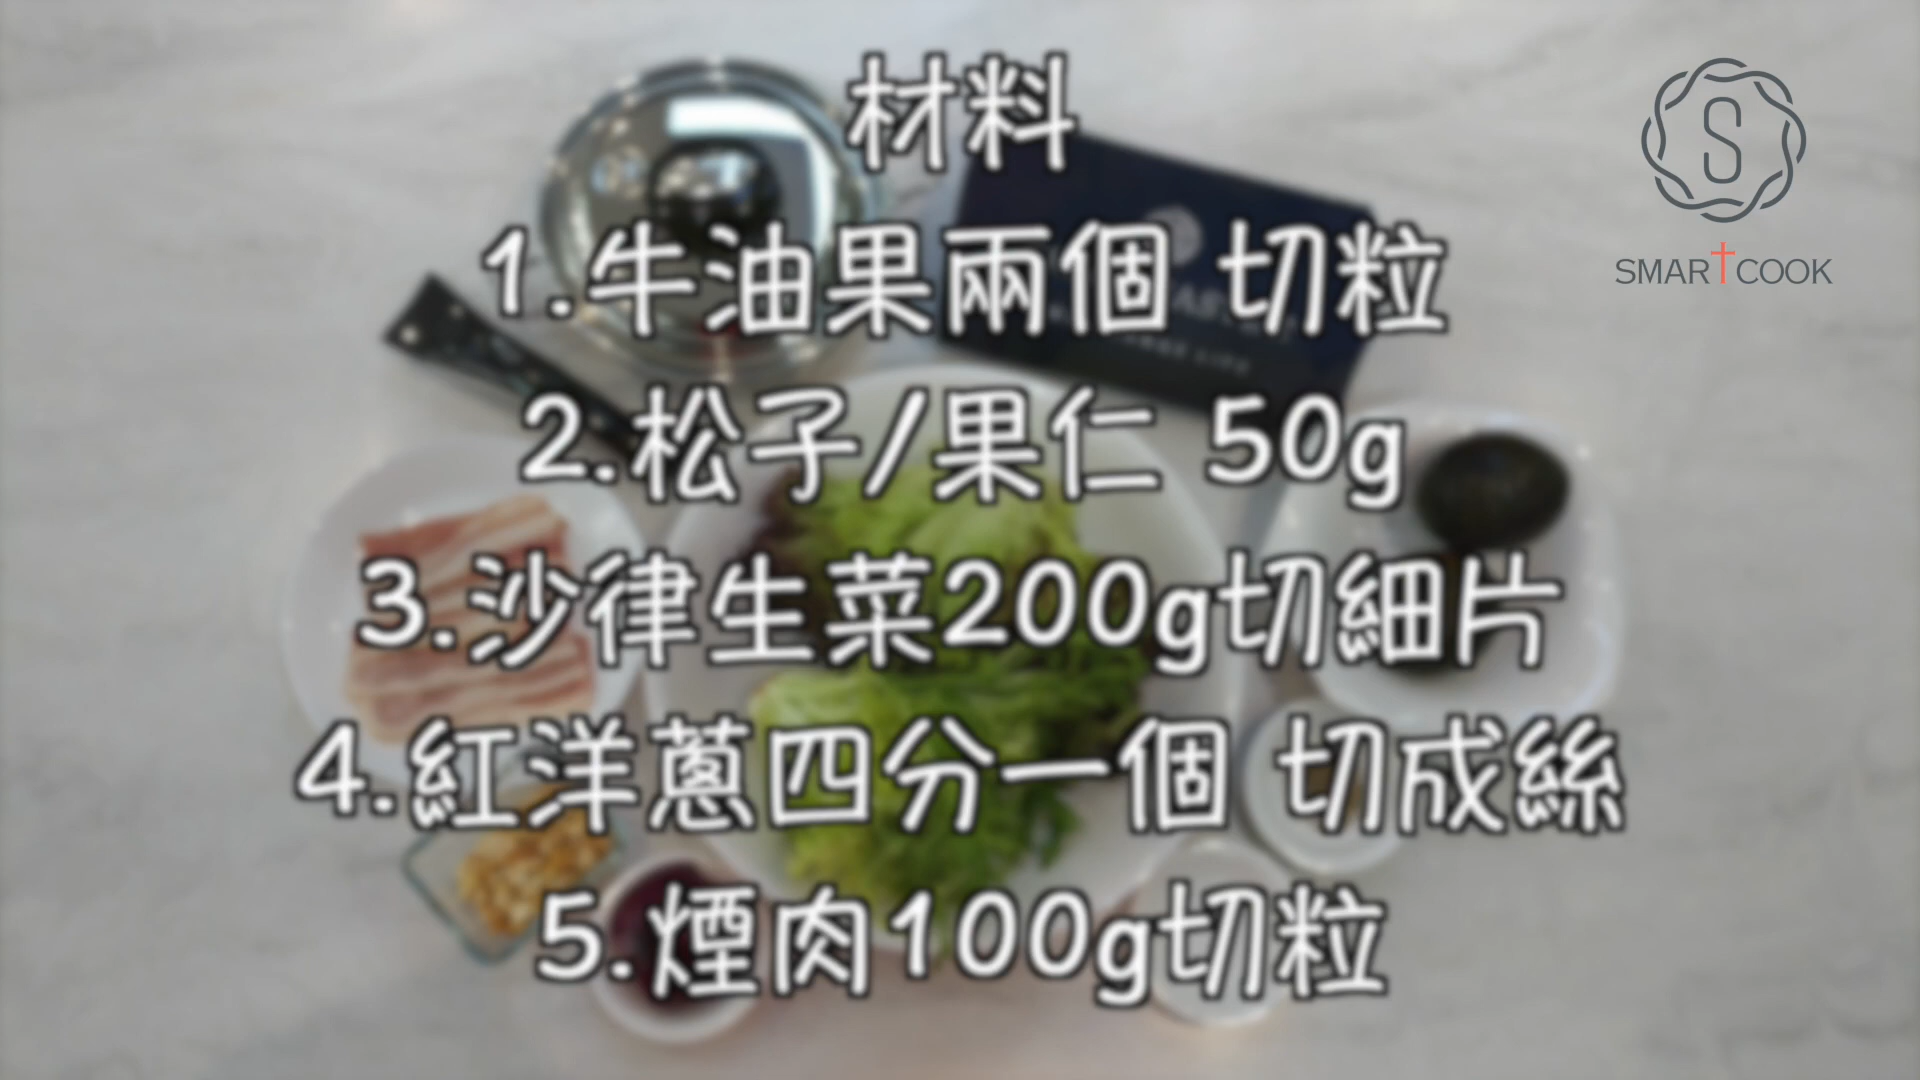 材料
1.牛油果兩個 切粒
2.松子/果仁 50g
3.沙律生菜200g切細片
4.紅洋蔥四分一個 切成絲
5.煙肉100g切粒
S
SMARTCOOK